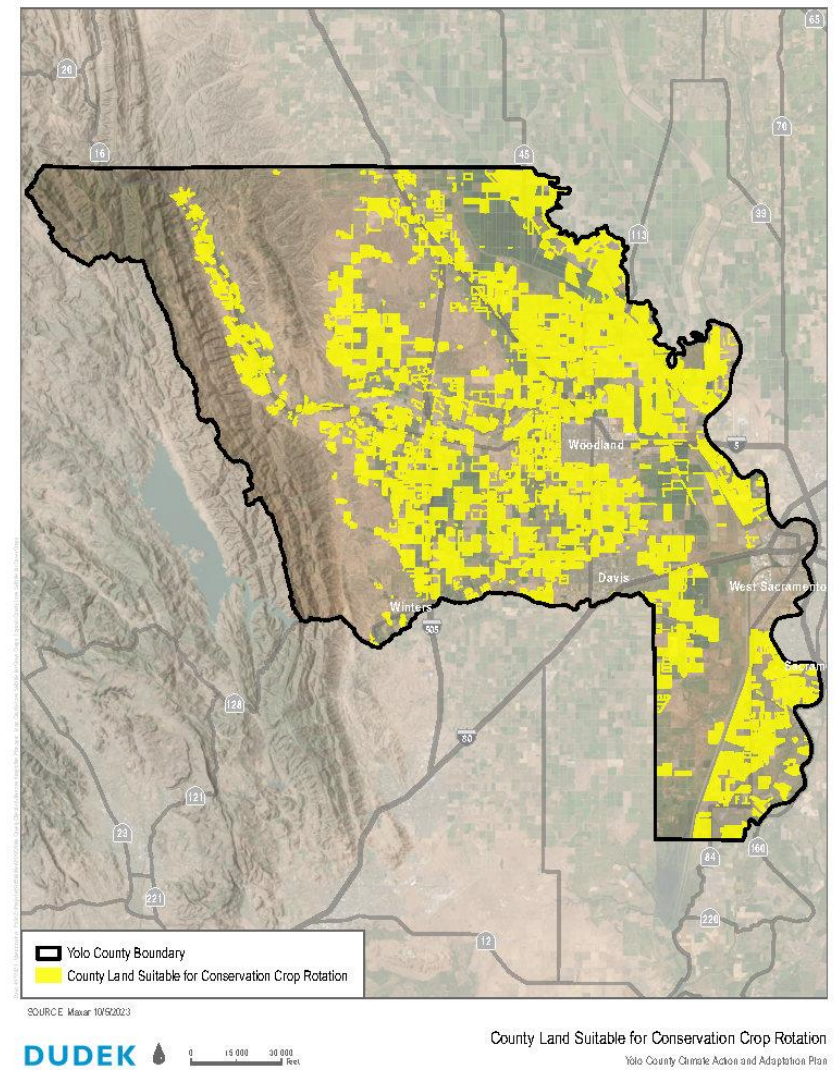 65
20
70
16
45
99
113
Woodland
5
Davis
West Sacramento
Winters
505
Sacram
128
80
121
29
84
160
221
220
12
Yolo County Boundary
County Land Suitable for Conservation Crop Rotation
SOURCE: Maxar 10/5/2023
County Land Suitable for Conservation Crop Rotation
DUDEK
0 15,000 30,000
Feet
Yolo County Climate Action and Adaptation Plan